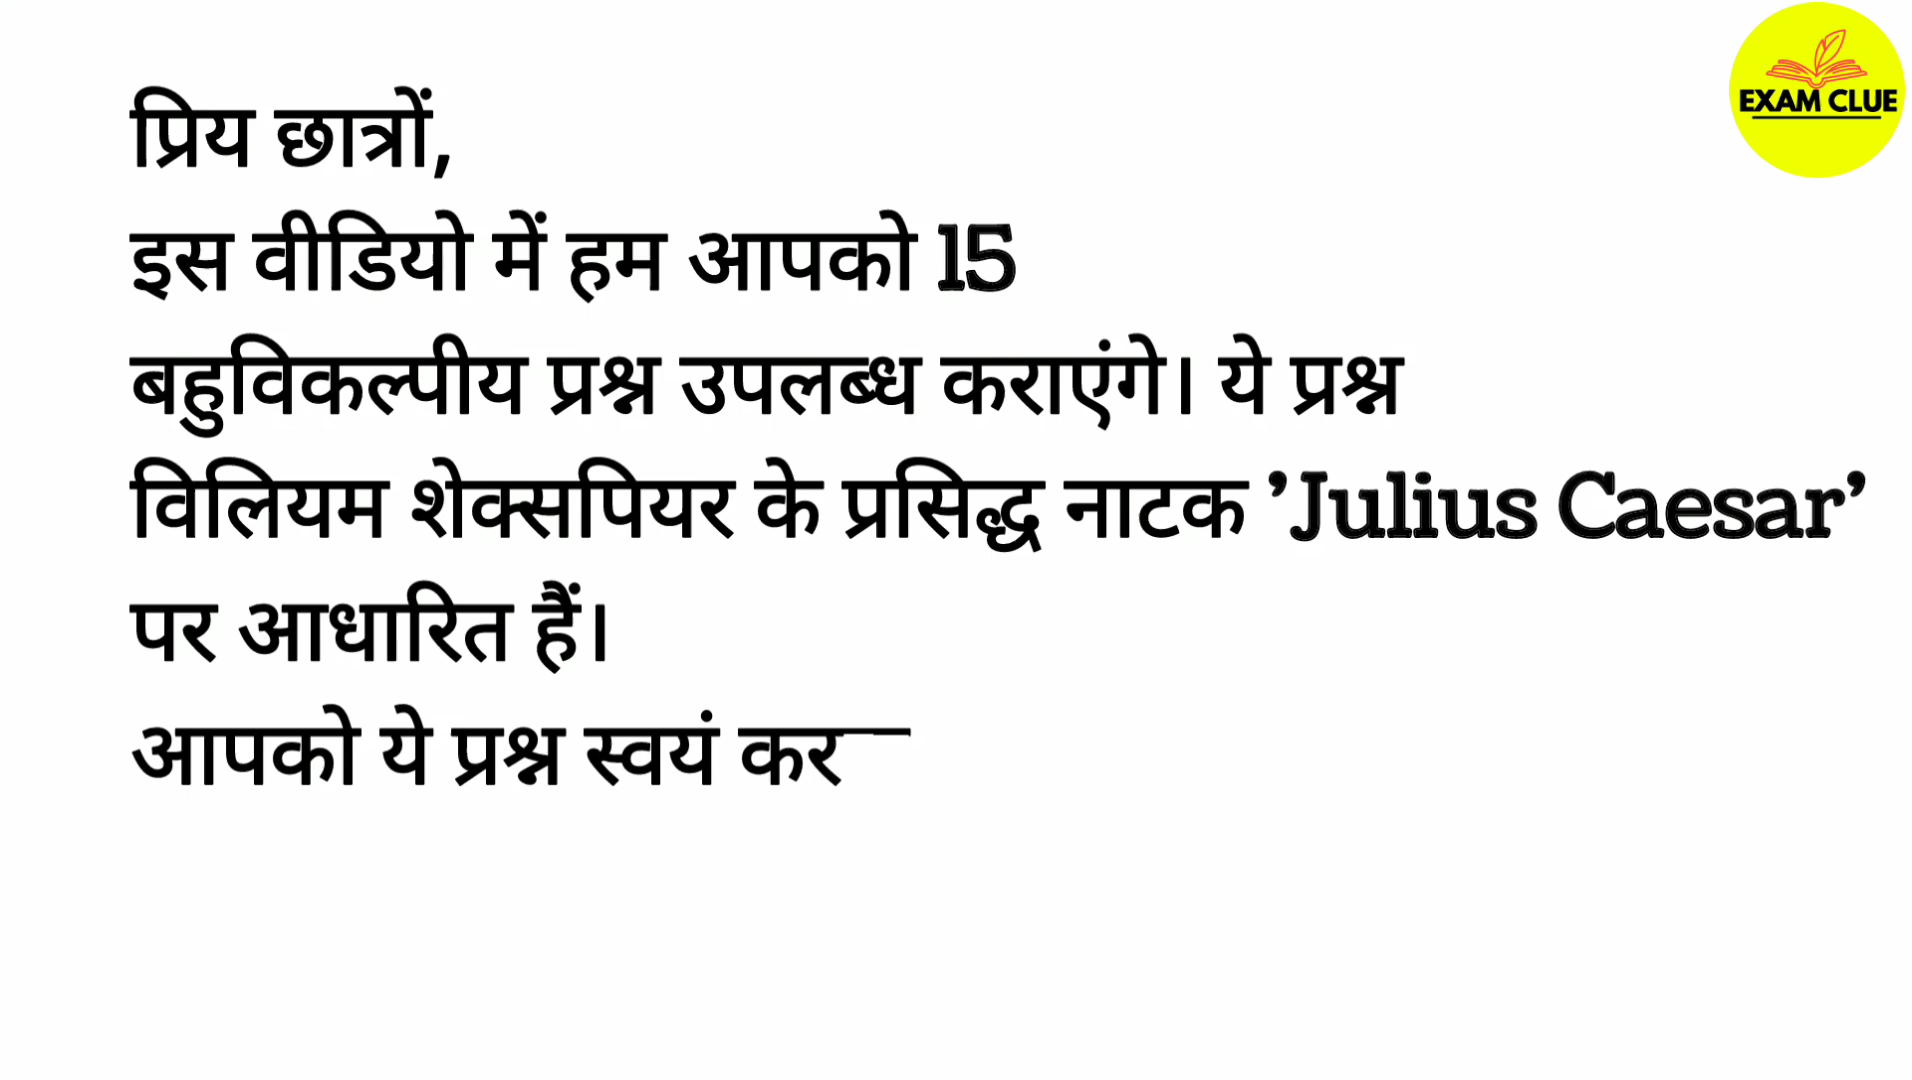 प्रिय छात्रों,
इस वीडियो में हम आपको 15
बहुविकल्पीय प्रश्न उपलब्ध कराएंगे। ये प्रश्न
विलियम शेक्सपियर के प्रसिद्ध नाटक ’Julius Caesar’
पर आधारित हैं।
आपको ये प्रश्न स्वयं कर
EXAM CLUE